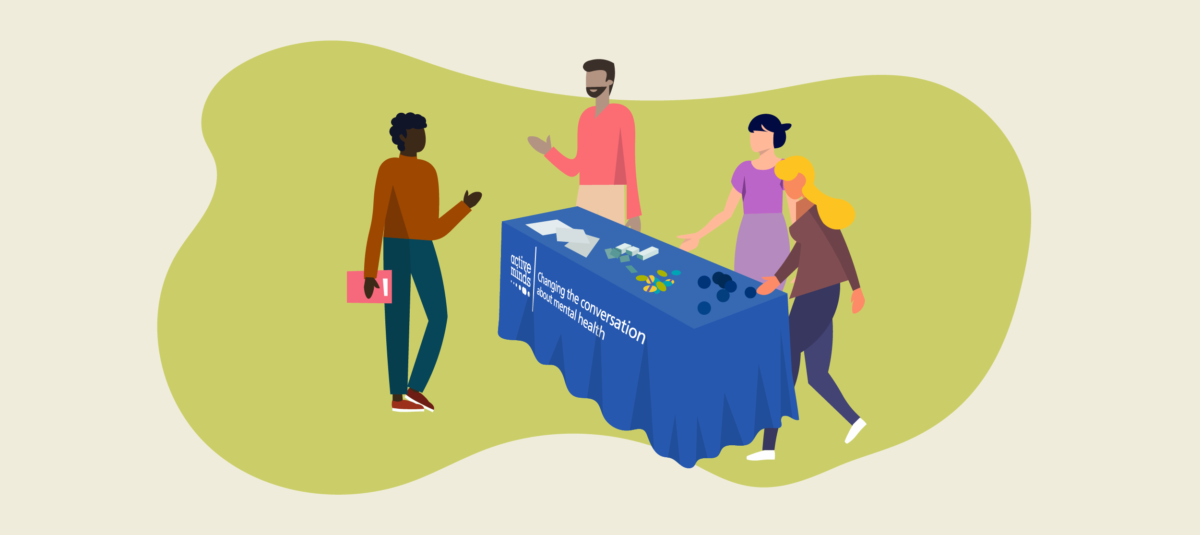 active
minds
Changing the conversation
about mental health